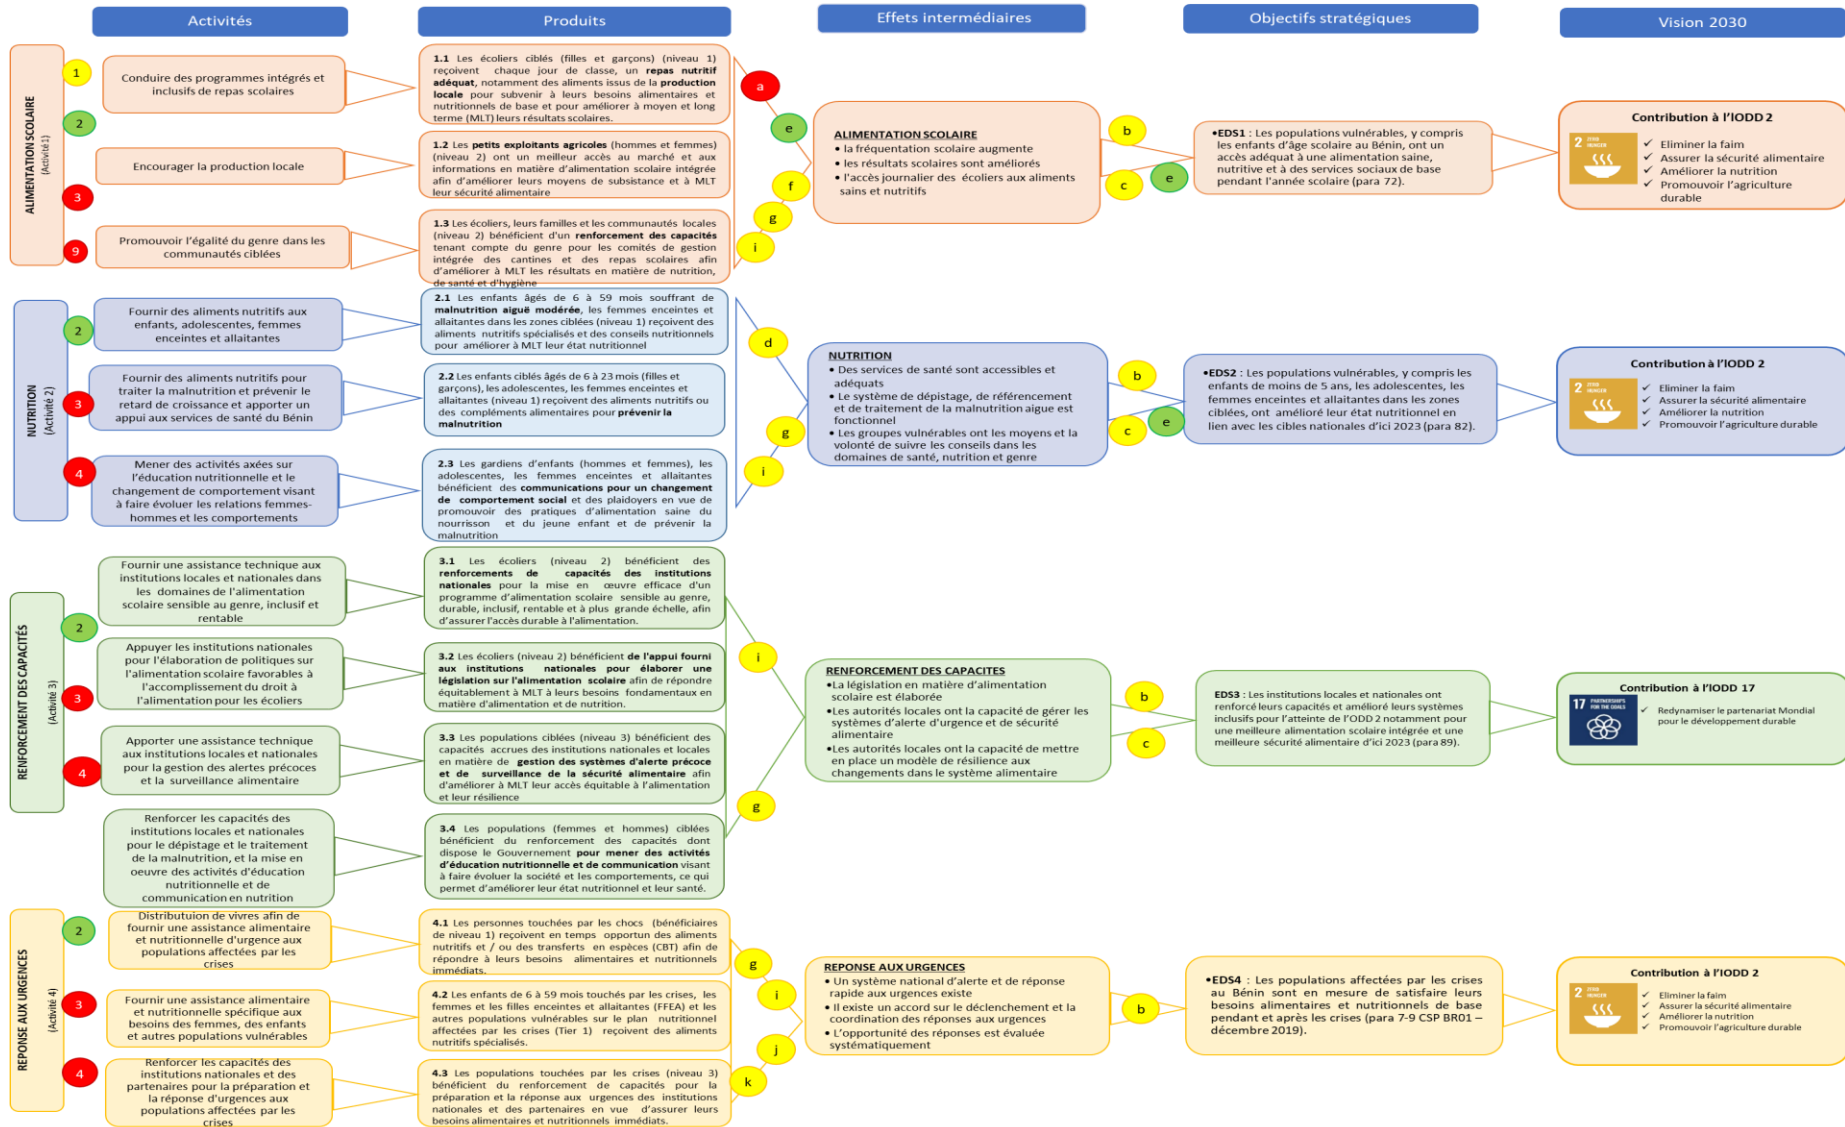 Activités
Produits
Effets intermédiaires
Objectifs stratégiques
Vision 2030
ALIMENTATION SCOLAIRE
(Activité 1)
1
2
3
9
Conduire des programmes intégrés et
inclusifs de repas scolaires
Encourager la production locale
Promouvoir l'égalité du genre dans les
communautés ciblées
1.1 Les écoliers ciblés (filles et garçons) (niveau 1)
reçoivent chaque jour de classe, un repas nutritif
adéquat, notamment des aliments issus de la production
locale pour subvenir à leurs besoins alimentaires et
nutritionnels de base et pour améliorer à moyen et long
terme (MLT) leurs résultats scolaires.
1.2 Les petits exploitants agricoles (hommes et femmes)
(niveau 2) ont un meilleur accès au marché et aux
informations en matière d'alimentation scolaire intégrée
afin d'améliorer leurs moyens de subsistance et à MLT
leur sécurité alimentaire
1.3 Les écoliers, leurs familles et les communautés locales
(niveau 2) bénéficient d'un renforcement des capacités
tenant compte du genre pour les comités de gestion
intégrée des cantines et des repas scolaires afin
d'améliorer à MLT les résultats en matière de nutrition,
de santé et d'hygiène
a
e
f
g
i
ALIMENTATION SCOLAIRE
• la fréquentation scolaire augmente
• les résultats scolaires sont améliorés
• l'accès journalier des écoliers aux aliments
sains et nutritifs
b
c
e
•EDS1 : Les populations vulnérables, y compris
les enfants d'âge scolaire au Bénin, ont un
accès adéquat à une alimentation saine,
nutritive et à des services sociaux de base
pendant l'année scolaire (para 72).
Contribution à l'IODD 2
2 ZERO HUNGER
✓ Eliminer la faim
✓ Assurer la sécurité alimentaire
✓ Améliorer la nutrition
✓ Promouvoir l'agriculture
durable
NUTRITION
(Activité 2)
2
3
4
Fournir des aliments nutritifs aux
enfants, adolescentes, femmes
enceintes et allaitantes
Fournir des aliments nutritifs pour
traiter la malnutrition et prévenir le
retard de croissance et apporter un
appui aux services de santé du Bénin
Mener des activités axées sur
l'éducation nutritionnelle et le
changement de comportement visant
à faire évoluer les relations femmes-
hommes et les comportements
2.1 Les enfants âgés de 6 à 59 mois souffrant de
malnutrition aiguë modérée, les femmes enceintes et
allaitantes dans les zones ciblées (niveau 1) reçoivent des
aliments nutritifs spécialisés et des conseils nutritionnels
pour améliorer à MLT leur état nutritionnel
2.2 Les enfants ciblés âgés de 6 à 23 mois (filles et
garçons), les adolescentes, les femmes enceintes et
allaitantes (niveau 1) reçoivent des aliments nutritifs ou
des compléments alimentaires pour prévenir la
malnutrition
2.3 Les gardiens d'enfants (hommes et femmes), les
adolescentes, les femmes enceintes et allaitantes
bénéficient des communications pour un changement
de comportement social et des plaidoyers en vue de
promouvoir des pratiques d'alimentation saine du
nourrisson et du jeune enfant et de prévenir la
malnutrition
d
g
i
NUTRITION
• Des services de santé sont accessibles et
adéquats
• Le système de dépistage, de référencement
et de traitement de la malnutrition aigue est
fonctionnel
• Les groupes vulnérables ont les moyens et la
volonté de suivre les conseils dans les
domaines de santé, nutrition et genre
b
c
e
•EDS2 : Les populations vulnérables, y compris les
enfants de moins de 5 ans, les adolescentes, les
femmes enceintes et allaitantes dans les zones
ciblées, ont amélioré leur état nutritionnel en
lien avec les cibles nationales d'ici 2023 (para 82).
Contribution à l'IODD 2
2 ZERO HUNGER
✓ Eliminer la faim
✓ Assurer la sécurité alimentaire
✓ Améliorer la nutrition
✓ Promouvoir l'agriculture durable
RENFORCEMENT DES CAPACITÉS
(Activité 3)
2
3
4
Fournir une assistance technique aux
institutions locales et nationales dans
les domaines de l'alimentation
scolaire sensible au genre, inclusif et
rentable
Appuyer les institutions nationales
pour l'élaboration de politiques sur
l'alimentation scolaire favorables à
l'accomplissement du droit à
l'alimentation pour les écoliers
Apporter une assistance technique
aux institutions locales et nationales
pour la gestion des alertes précoces
et la surveillance alimentaire
Renforcer les capacités des
institutions locales et nationales
pour le dépistage et le traitement
de la malnutrition, et la mise en
oeuvre des activités d'éducation
nutritionnelle et de
communication en nutrition
3.1 Les écoliers (niveau 2) bénéficient des
renforcements de capacités des institutions
nationales pour la mise en œuvre efficace d'un
programme d'alimentation scolaire sensible au genre,
durable, inclusif, rentable et à plus grande échelle, afin
d'assurer l'accès durable à l'alimentation.
3.2 Les écoliers (niveau 2) bénéficient de l'appui fourni
aux institutions nationales pour élaborer une
législation sur l'alimentation scolaire afin de répondre
équitablement à MLT à leurs besoins fondamentaux en
matière d'alimentation et de nutrition.
3.3 Les populations ciblées (niveau 3) bénéficient des
capacités accrues des institutions nationales et locales
en matière de gestion des systèmes d'alerte précoce
et de surveillance de la sécurité alimentaire afin
d'améliorer à MLT leur accès équitable à l'alimentation
et leur résilience
3.4 Les populations (femmes et hommes) ciblées
bénéficient du renforcement des capacités dont
dispose le Gouvernement pour mener des activités
d'éducation nutritionnelle et de communication visant
à faire évoluer la société et les comportements, ce qui
permet d'améliorer leur état nutritionnel et leur santé.
i
g
RENFORCEMENT DES CAPACITES
•La législation en matière d'alimentation
scolaire est élaborée
•Les autorités locales ont la capacité de gérer les
systèmes d'alerte d'urgence et de sécurité
alimentaire
•Les autorités locales ont la capacité de mettre
en place un modèle de résilience aux
changements dans le système alimentaire
b
c
EDS3 : Les institutions locales et nationales ont
renforcé leurs capacités et amélioré leurs systèmes
inclusifs pour l'atteinte de l'ODD 2 notamment pour
une meilleure alimentation scolaire intégrée et une
meilleure sécurité alimentaire d'ici 2023 (para 89).
Contribution à l'IODD 17
17 PARTNERSHIPS FOR THE GOALS
✓ Redynamiser le partenariat Mondial
pour le développement durable
REPONSE AUX URGENCES
(Activité 4)
2
3
4
Distributuion de vivres afin de
fournir une assistance alimentaire
et nutritionnelle d'urgence aux
populations affectées par les
crises
Fournir une assistance alimentaire
et nutritionnelle spécifique aux
besoins des femmes, des enfants
et autres populations vulnérables
Renforcer les capacités des
institutions nationales et des
partenaires pour la préparation et
la réponse d'urgences aux
populations affectées par les
crises
4.1 Les personnes touchées par les chocs (bénéficiaires
de niveau 1) reçoivent en temps opportun des aliments
nutritifs et / ou des transferts en espèces (CBT) afin de
répondre à leurs besoins alimentaires et nutritionnels
immédiats.
4.2 Les enfants de 6 à 59 mois touchés par les crises, les
femmes et les filles enceintes et allaitantes (FFEA) et les
autres populations vulnérables sur le plan nutritionnel
affectées par les crises (Tier 1) reçoivent des aliments
nutritifs spécialisés.
4.3 Les populations touchées par les crises (niveau 3)
bénéficient du renforcement de capacités pour la
préparation et la réponse aux urgences des institutions
nationales et des partenaires en vue d'assurer leurs
besoins alimentaires et nutritionnels immédiats.
g
i
j
k
REPONSE AUX URGENCES
• Un système national d'alerte et de réponse
rapide aux urgences existe
• Il existe un accord sur le déclenchement et la
coordination des réponses aux urgences
• L'opportunité des réponses est évaluée
systématiquement
b
•EDS4 : Les populations affectées par les crises
au Bénin sont en mesure de satisfaire leurs
besoins alimentaires et nutritionnels de base
pendant et après les crises (para 7-9 CSP BR01 –
décembre 2019).
Contribution à l'IODD 2
2 ZERO HUNGER
✓ Eliminer la faim
✓ Assurer la sécurité alimentaire
✓ Améliorer la nutrition
✓ Promouvoir l'agriculture durable